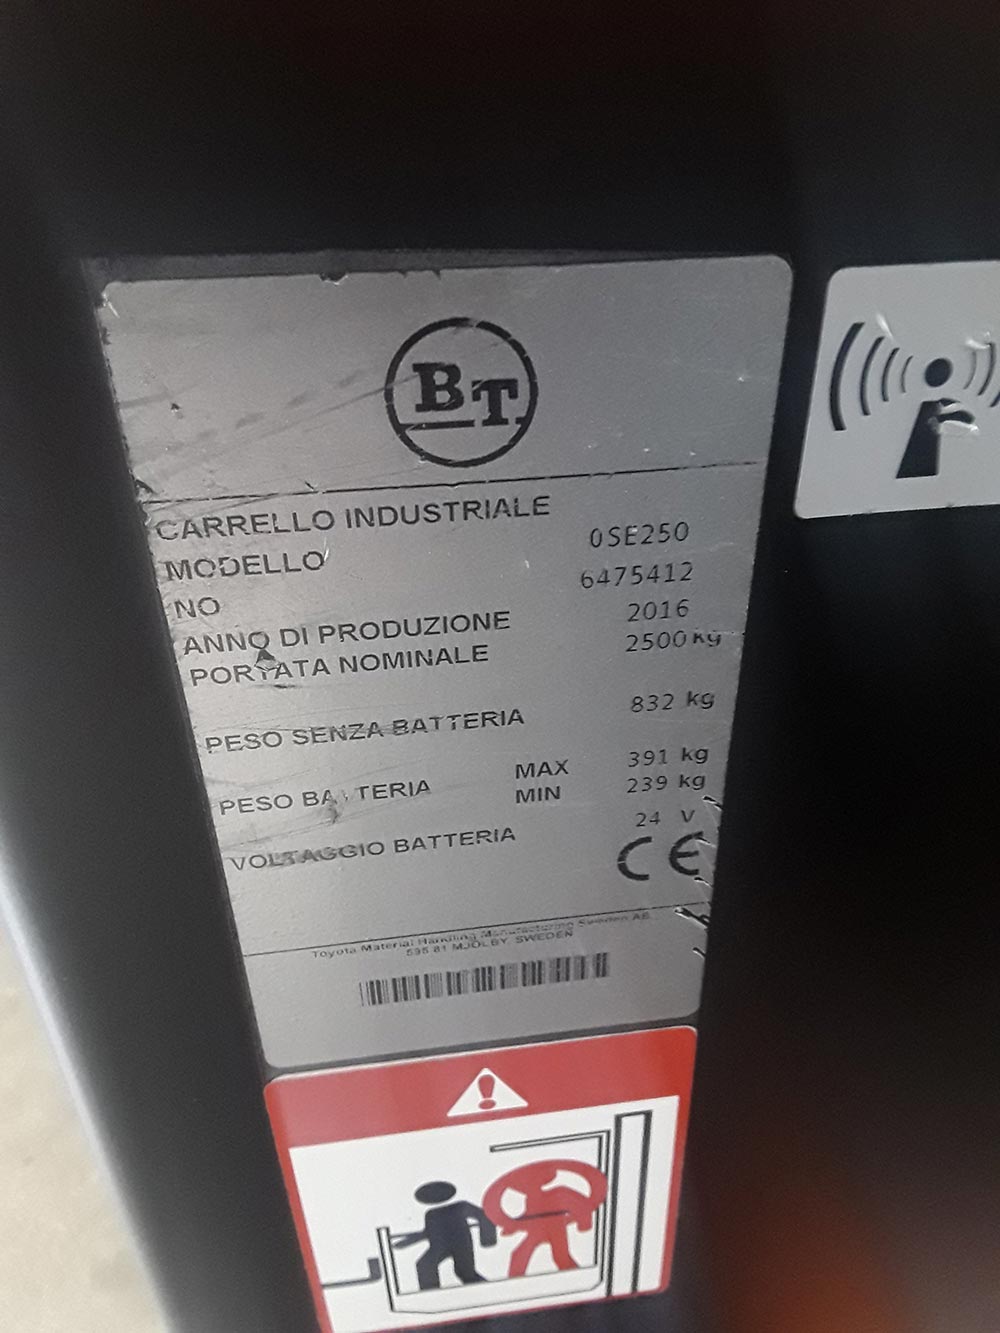 BT
CARRELLO INDUSTRIALE
MODELLO 0SE250
NO 6475412
ANNO DI PRODUZIONE 2016
PORTATA NOMINALE 2500 kg
PESO SENZA BATTERIA 832 kg
PESO BATTERIA MAX 391 kg
MIN 239 kg
VOLTAGGIO BATTERIA 24 V
CE
Toyota Material Handling Manufacturing Sweden AB
595 81 MJÖLBY, SWEDEN